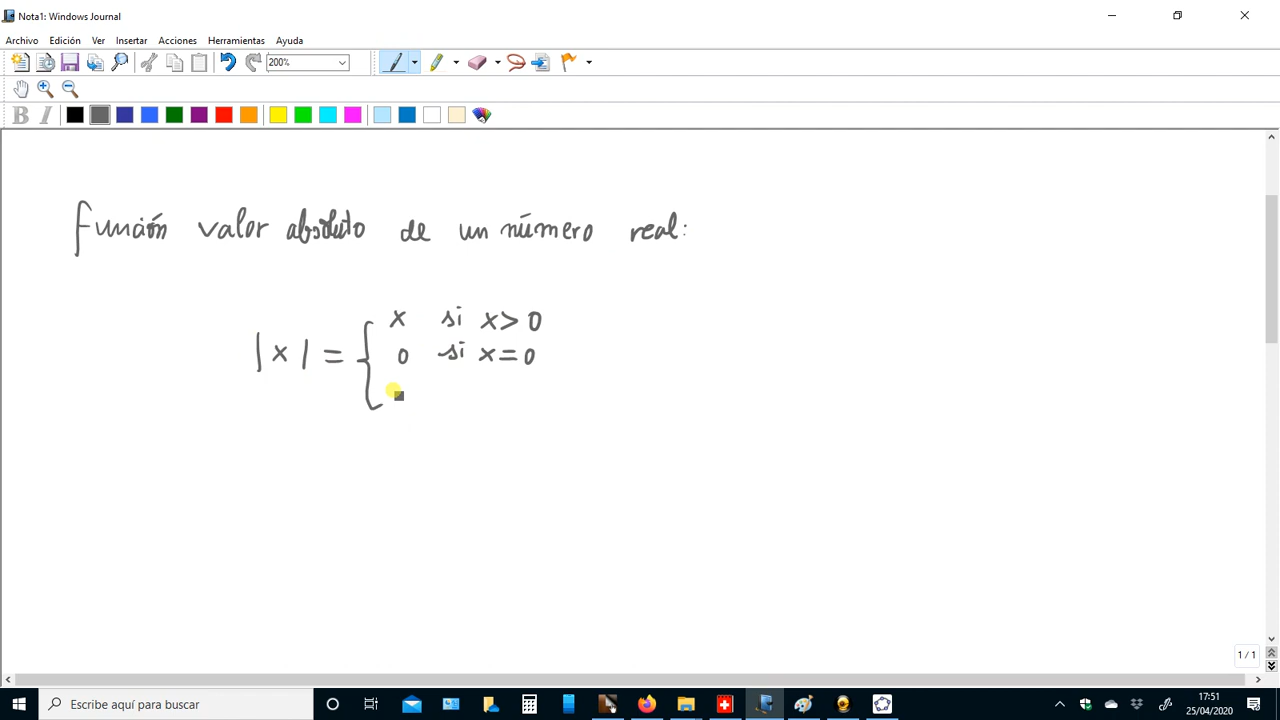 Nota1: Windows Journal
Archivo Edición Ver Insertar Acciones Herramientas Ayuda
200%
B I
Función valor absoluto de un número real:
x si x > 0
|x| = { 0 si x = 0
1 / 1
Escribe aquí para buscar
17:51
25/04/2020